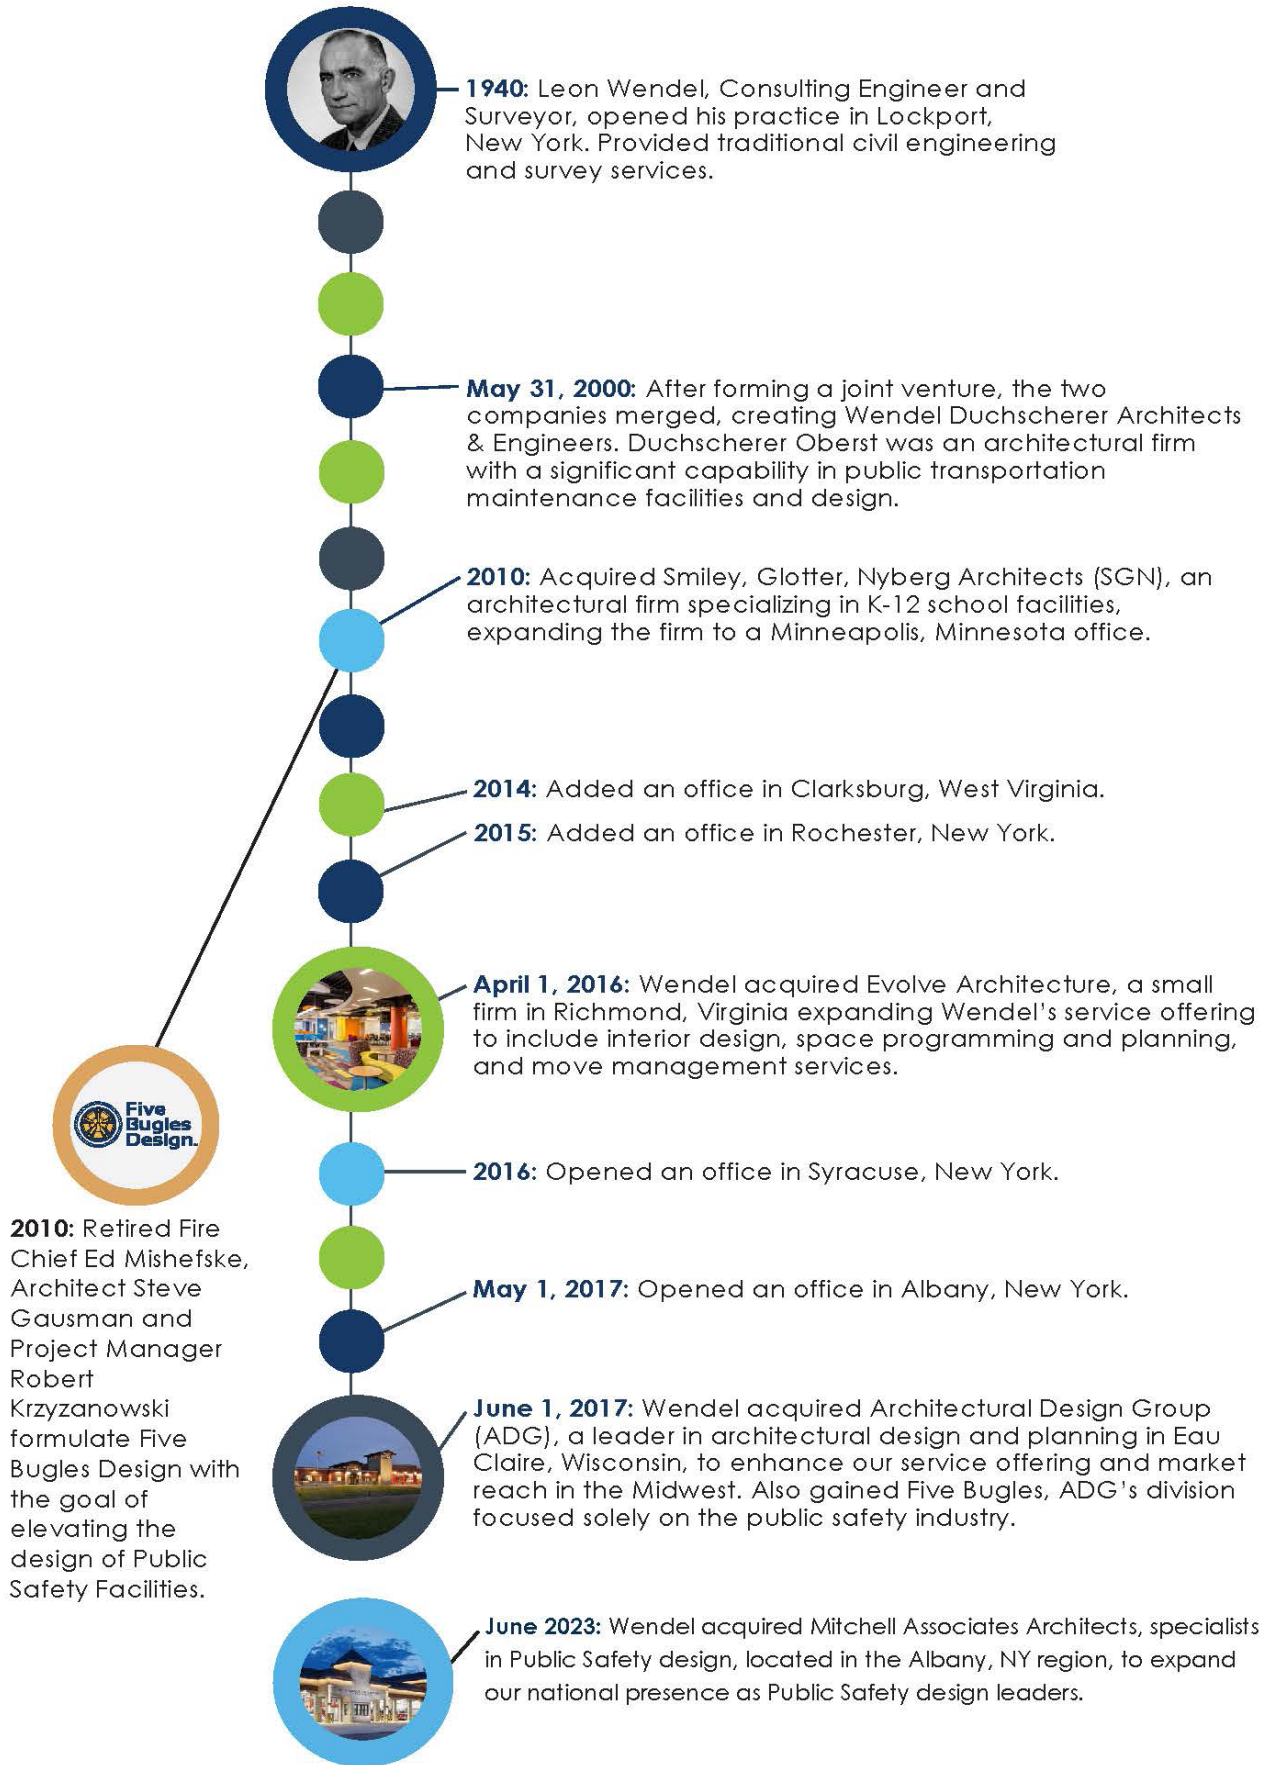 1940: Leon Wendel, Consulting Engineer and
Surveyor, opened his practice in Lockport,
New York. Provided traditional civil engineering
and survey services.
May 31, 2000: After forming a joint venture, the two
companies merged, creating Wendel Duchscherer Architects
& Engineers. Duchscherer Oberst was an architectural firm
with a significant capability in public transportation
maintenance facilities and design.
2010: Acquired Smiley, Glotter, Nyberg Architects (SGN), an
architectural firm specializing in K-12 school facilities,
expanding the firm to a Minneapolis, Minnesota office.
2014: Added an office in Clarksburg, West Virginia.
2015: Added an office in Rochester, New York.
April 1, 2016: Wendel acquired Evolve Architecture, a small
firm in Richmond, Virginia expanding Wendel's service offering
to include interior design, space programming and planning,
and move management services.
Five
Bugles
Design.
2010: Retired Fire
Chief Ed Mishefske,
Architect Steve
Gausman and
Project Manager
Robert
Krzyzanowski
formulate Five
Bugles Design with
the goal of
elevating the
design of Public
Safety Facilities.
2016: Opened an office in Syracuse, New York.
May 1, 2017: Opened an office in Albany, New York.
June 1, 2017: Wendel acquired Architectural Design Group
(ADG), a leader in architectural design and planning in Eau
Claire, Wisconsin, to enhance our service offering and market
reach in the Midwest. Also gained Five Bugles, ADG's division
focused solely on the public safety industry.
June 2023: Wendel acquired Mitchell Associates Architects, specialists
in Public Safety design, located in the Albany, NY region, to expand
our national presence as Public Safety design leaders.